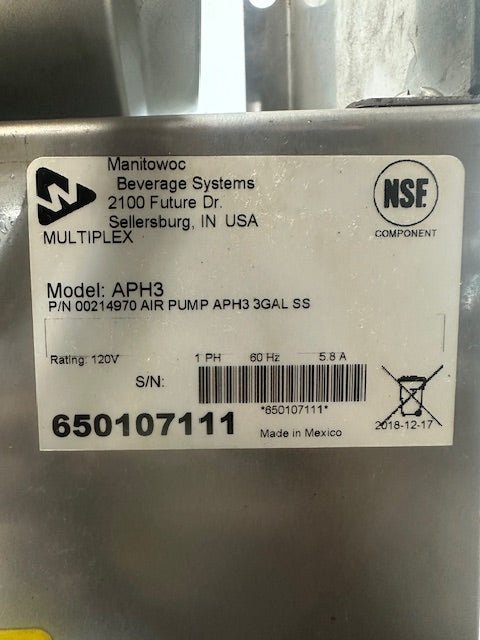 Manitowoc
Beverage Systems
2100 Future Dr.
Sellersburg, IN USA
MULTIPLEX
NSF.
COMPONENT
Model: APH3
P/N 00214970 AIR PUMP APH3 3GAL SS
Rating: 120V 1 PH 60 Hz 5.8 A
S/N:
*650107111*
650107111
Made in Mexico
2018-12-17